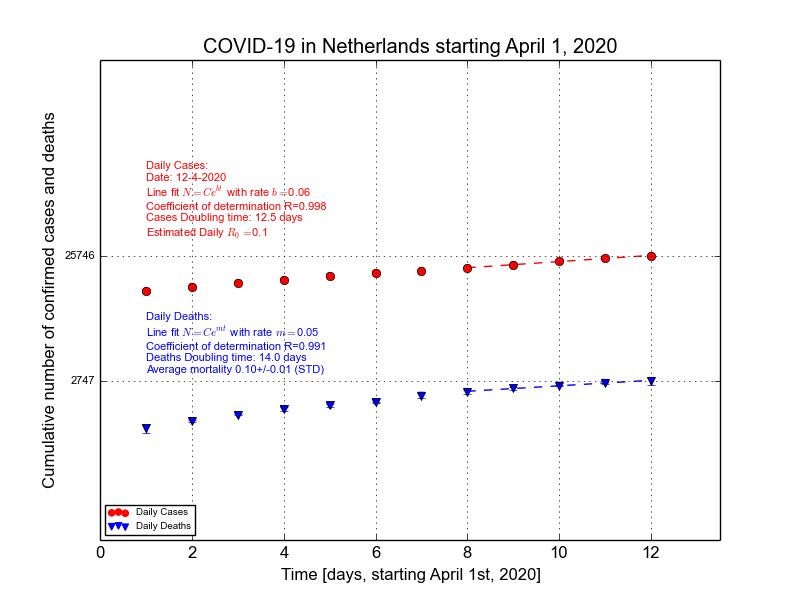 COVID-19 in Netherlands starting April 1, 2020
Cumulative number of confirmed cases and deaths
Daily Cases:
Date: 12-4-2020
Line fit N=Ce^{bt} with rate b=0.06
Coefficient of determination R=0.998
Cases Doubling time: 12.5 days
Estimated Daily R_0 =0.1
25746
Daily Deaths:
Line fit N=Ce^{mt} with rate m=0.05
Coefficient of determination R=0.991
Deaths Doubling time: 14.0 days
Average mortality 0.10+/-0.01 (STD)
2747
Daily Cases
Daily Deaths
0 2 4 6 8 10 12
Time [days, starting April 1st, 2020]